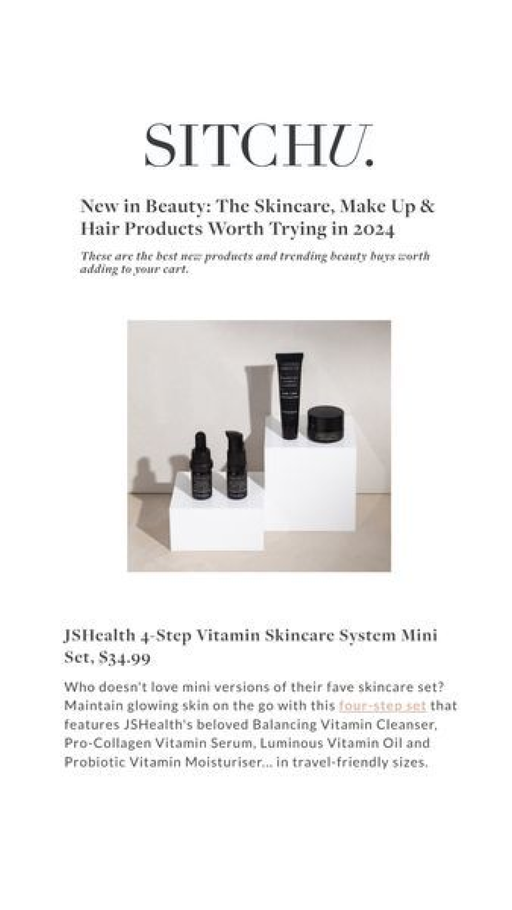 SITCHU.
New in Beauty: The Skincare, Make Up &
Hair Products Worth Trying in 2024
These are the best new products and trending beauty buys worth
adding to your cart.
JSHealth 4-Step Vitamin Skincare System Mini
Set, $34.99
Who doesn't love mini versions of their fave skincare set?
Maintain glowing skin on the go with this four-step set that
features JSHealth's beloved Balancing Vitamin Cleanser,
Pro-Collagen Vitamin Serum, Luminous Vitamin Oil and
Probiotic Vitamin Moisturiser... in travel-friendly sizes.